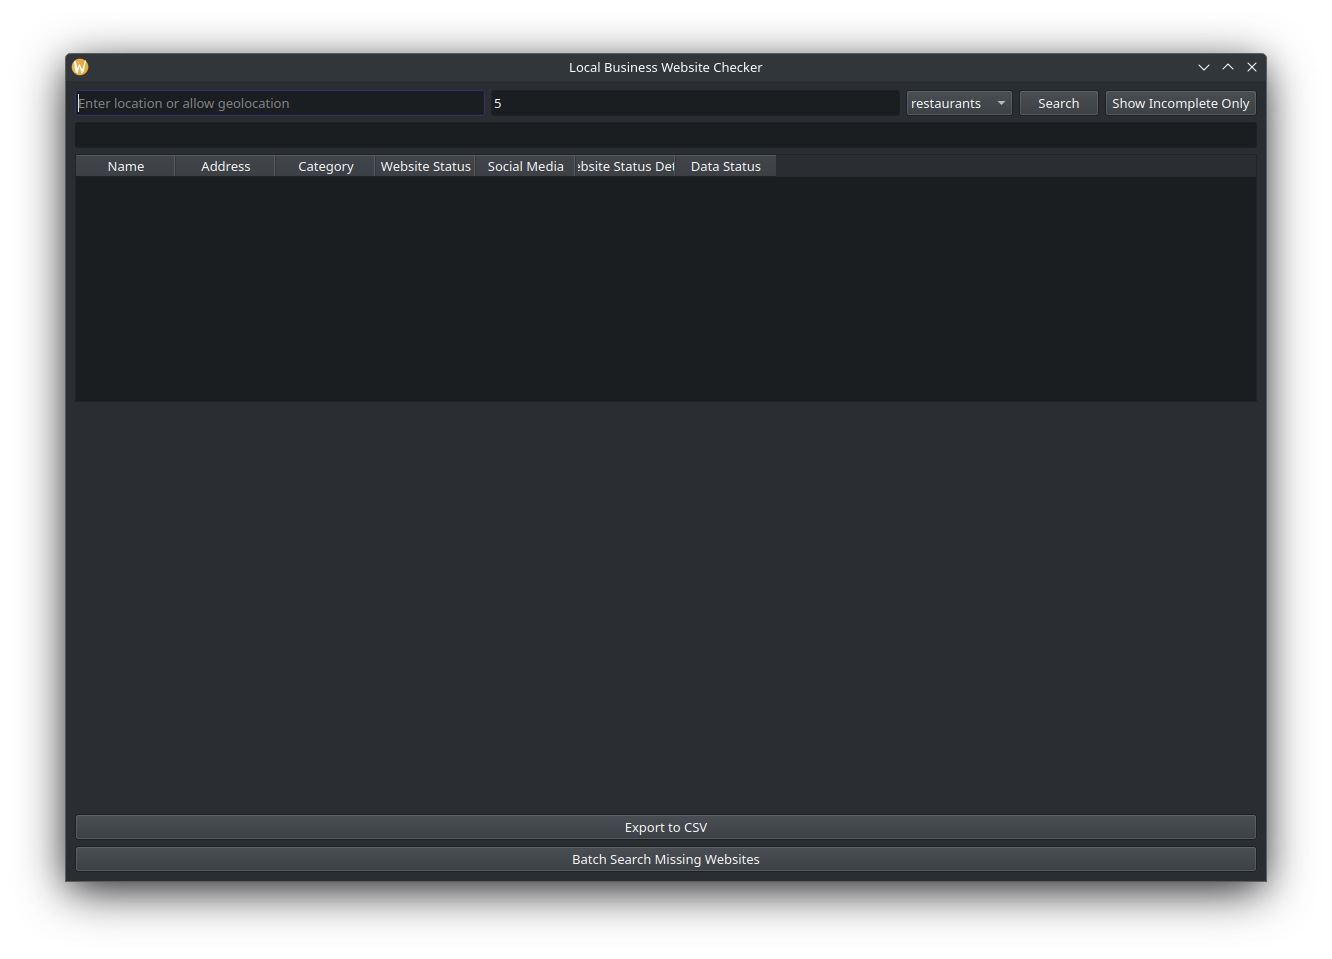 Local Business Website Checker
Enter location or allow geolocation 5 restaurants Search Show Incomplete Only
Name Address Category Website Status Social Media ebsite Status Det Data Status
Export to CSV
Batch Search Missing Websites